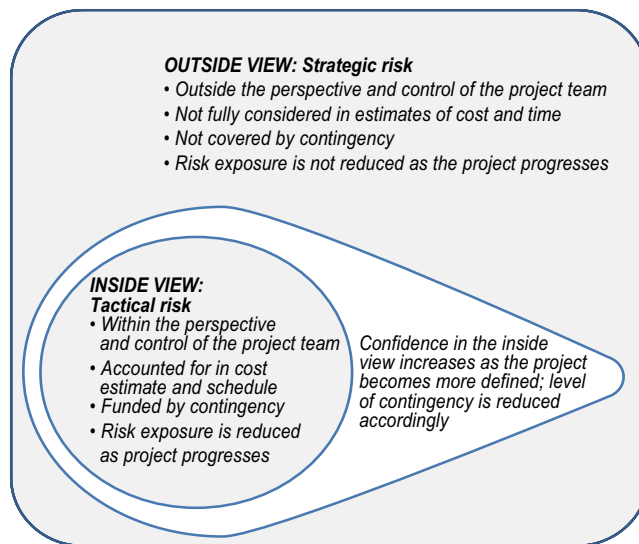 OUTSIDE VIEW: Strategic risk
• Outside the perspective and control of the project team
• Not fully considered in estimates of cost and time
• Not covered by contingency
• Risk exposure is not reduced as the project progresses
INSIDE VIEW:
Tactical risk
• Within the perspective
and control of the project team
• Accounted for in cost
estimate and schedule
• Funded by contingency
• Risk exposure is reduced
as project progresses
Confidence in the inside
view increases as the project
becomes more defined; level
of contingency is reduced
accordingly